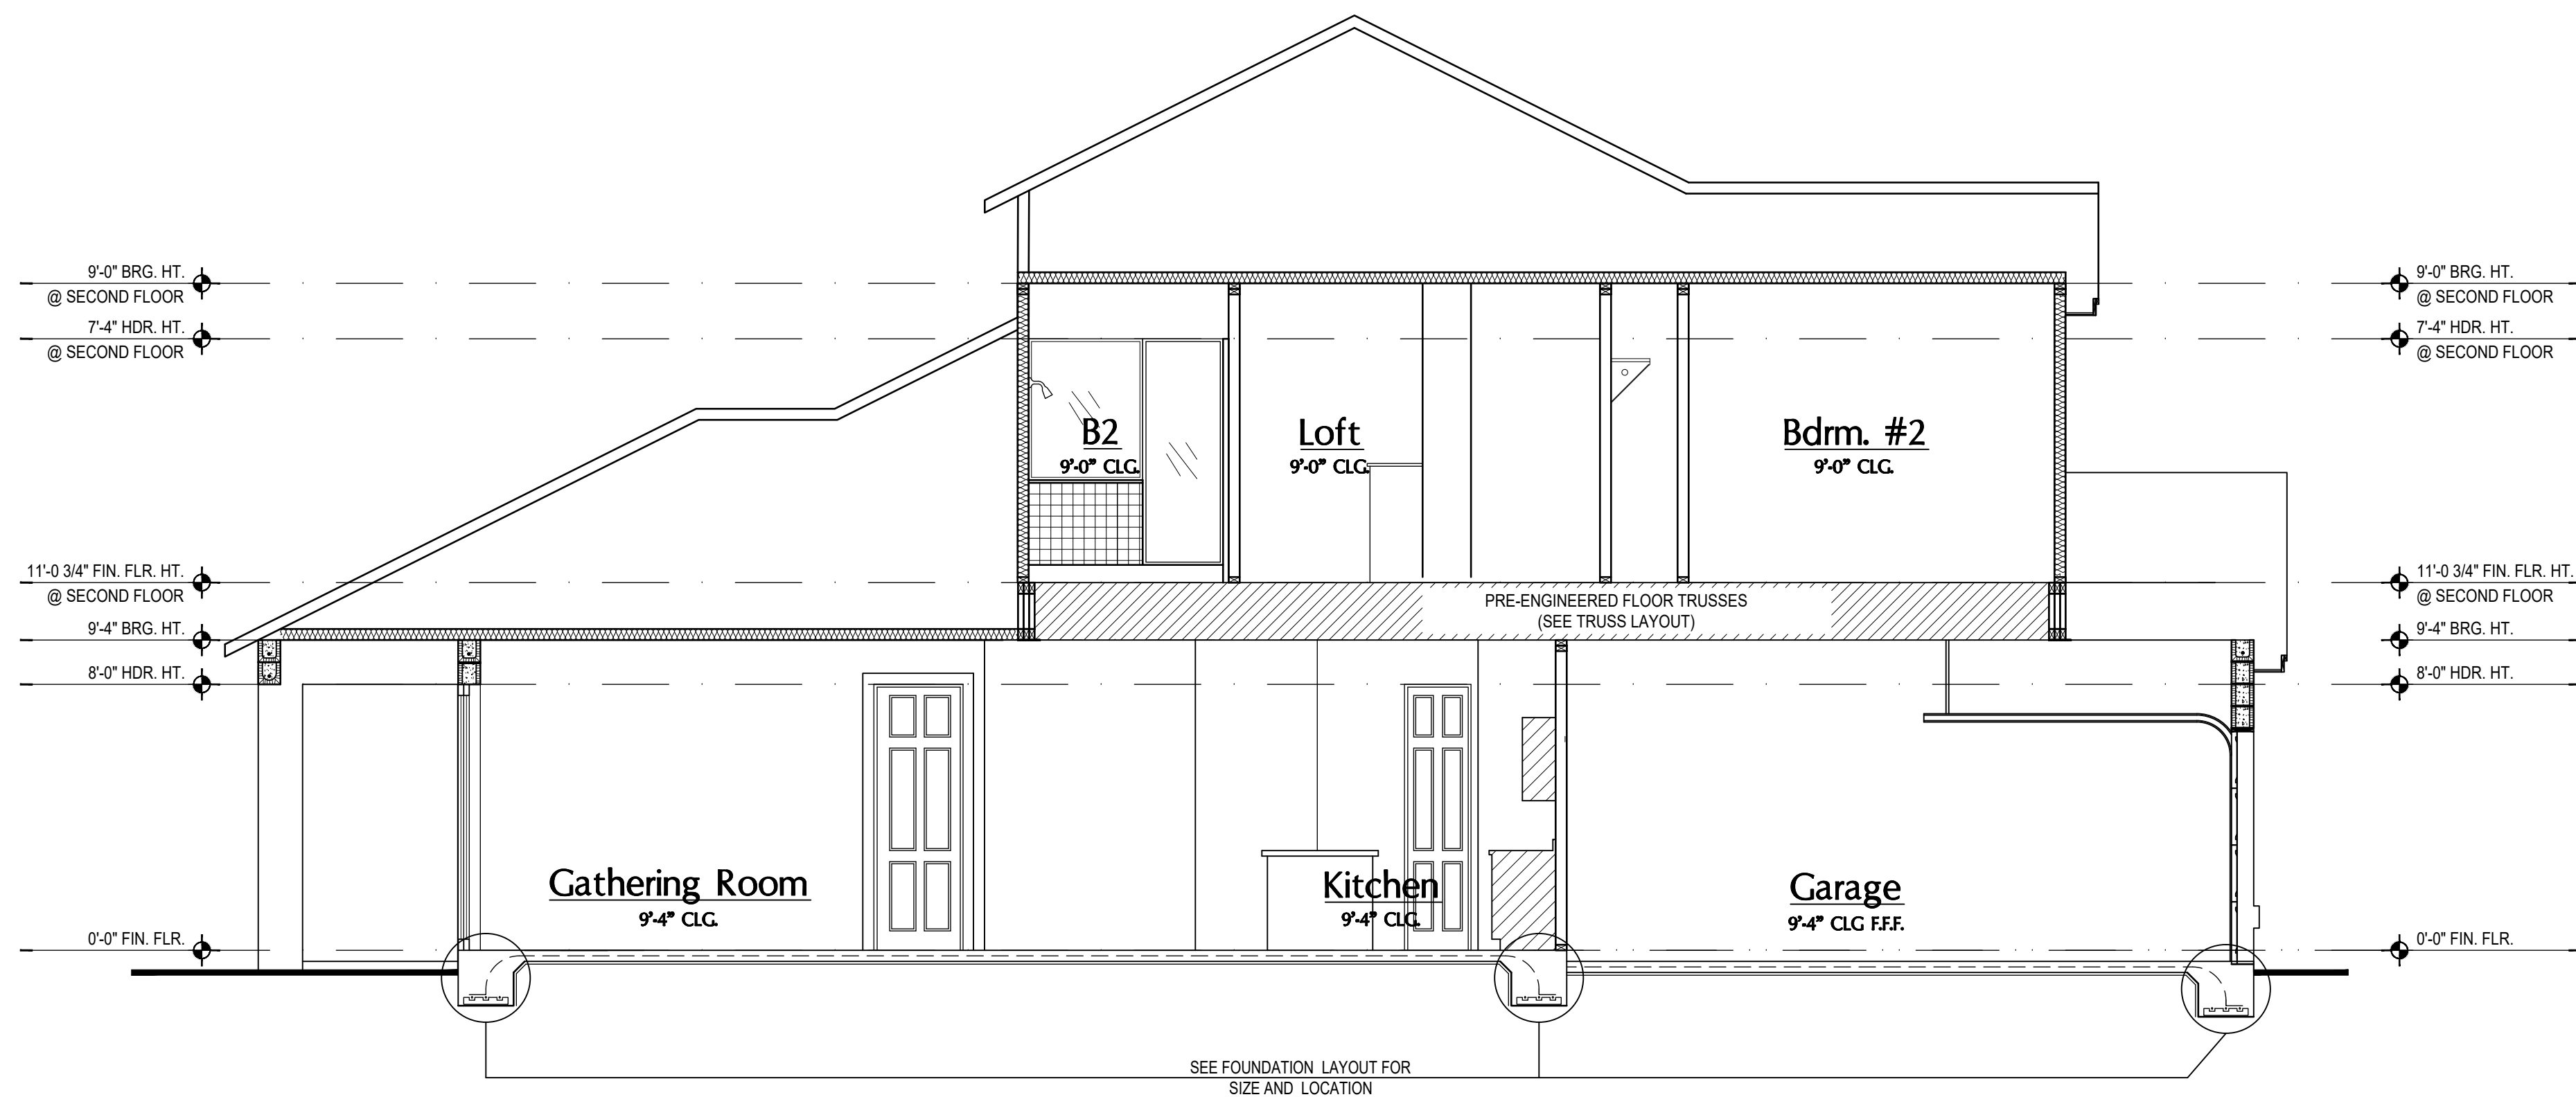 9'-0" BRG. HT.
@ SECOND FLOOR
7'-4" HDR. HT.
@ SECOND FLOOR
9'-0" BRG. HT.
@ SECOND FLOOR
7'-4" HDR. HT.
@ SECOND FLOOR
B2
9'-0" CLG.
Loft
9'-0" CLG.
Bdrm. #2
9'-0" CLG.
11'-0 3/4" FIN. FLR. HT.
@ SECOND FLOOR
9'-4" BRG. HT.
8'-0" HDR. HT.
PRE-ENGINEERED FLOOR TRUSSES
(SEE TRUSS LAYOUT)
11'-0 3/4" FIN. FLR. HT.
@ SECOND FLOOR
9'-4" BRG. HT.
8'-0" HDR. HT.
Gathering Room
9'-4" CLG.
Kitchen
9'-4" CLG.
Garage
9'-4" CLG F.F.F.
0'-0" FIN. FLR.
0'-0" FIN. FLR.
SEE FOUNDATION LAYOUT FOR
SIZE AND LOCATION